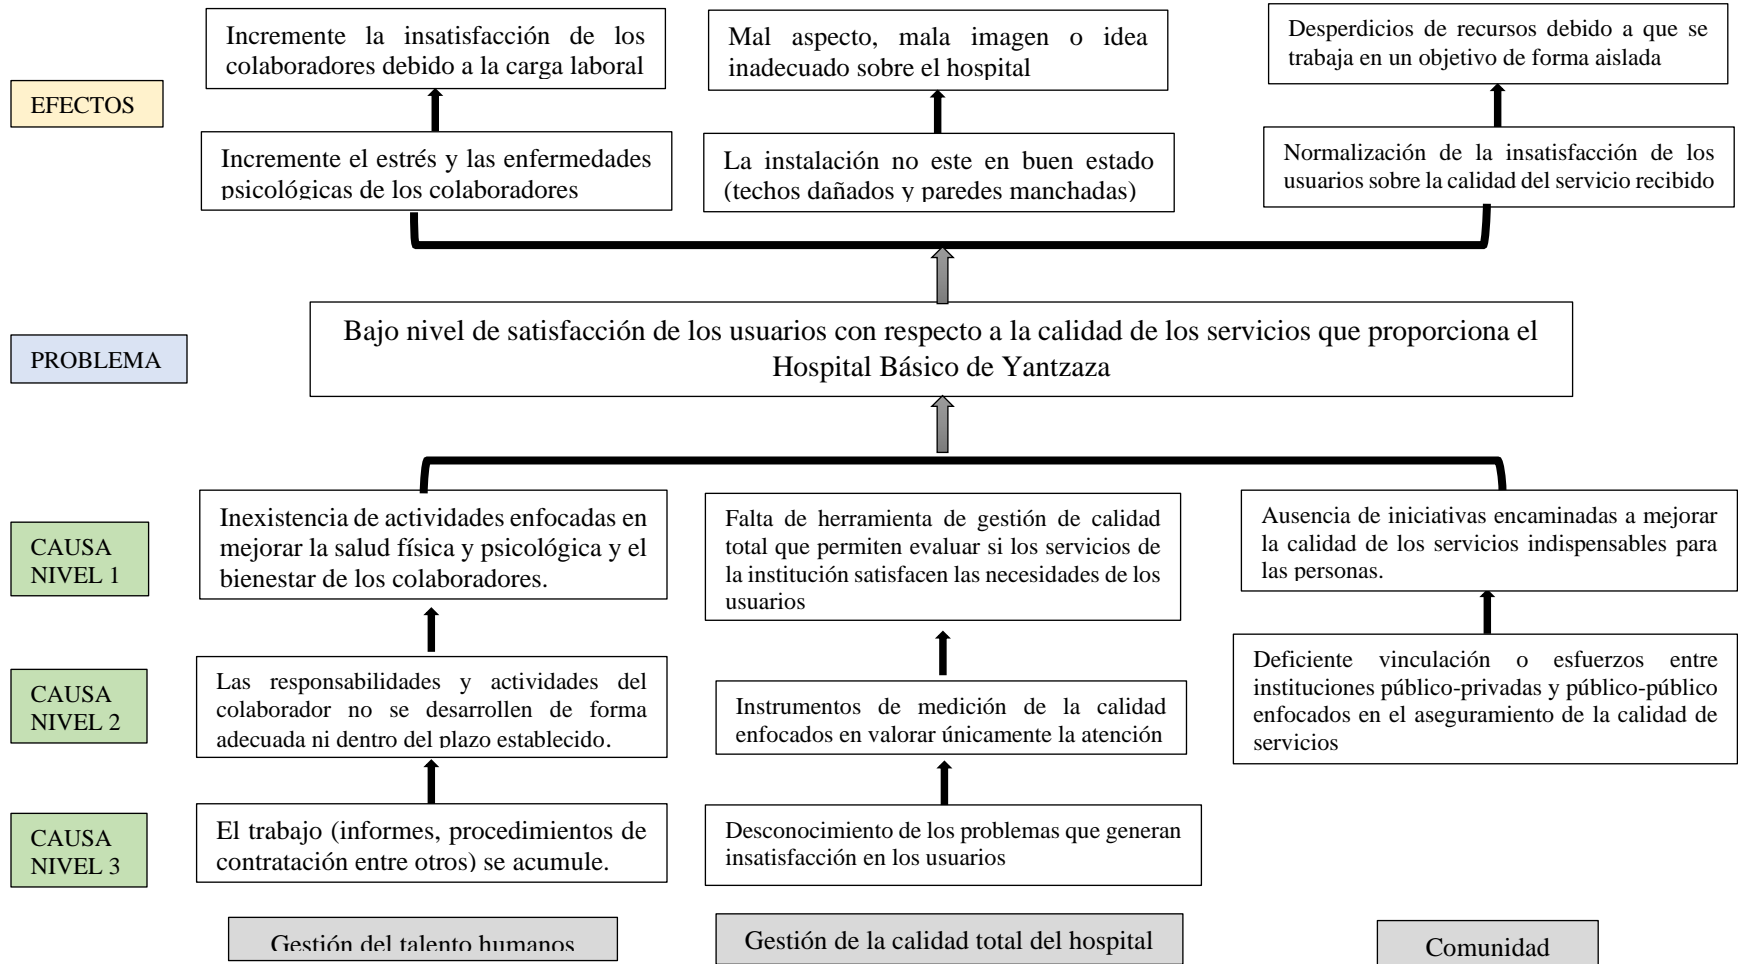 Incremente la insatisfacción de los
colaboradores debido a la carga laboral
Mal aspecto, mala imagen o idea
inadecuado sobre el hospital
Desperdicios de recursos debido a que se
trabaja en un objetivo de forma aislada
EFECTOS
Incremente el estrés y las enfermedades
psicológicas de los colaboradores
La instalación no este en buen estado
(techos dañados y paredes manchadas)
Normalización de la insatisfacción de los
usuarios sobre la calidad del servicio recibido
PROBLEMA
Bajo nivel de satisfacción de los usuarios con respecto a la calidad de los servicios que proporciona el
Hospital Básico de Yantzaza
CAUSA
NIVEL 1
Inexistencia de actividades enfocadas en
mejorar la salud física y psicológica y el
bienestar de los colaboradores.
Falta de herramienta de gestión de calidad
total que permiten evaluar si los servicios de
la institución satisfacen las necesidades de los
usuarios
Ausencia de iniciativas encaminadas a mejorar
la calidad de los servicios indispensables para
las personas.
CAUSA
NIVEL 2
Las responsabilidades y actividades del
colaborador no se desarrollen de forma
adecuada ni dentro del plazo establecido.
Instrumentos de medición de la calidad
enfocados en valorar únicamente la atención
Deficiente vinculación o esfuerzos entre
instituciones público-privadas y público-público
enfocados en el aseguramiento de la calidad de
servicios
CAUSA
NIVEL 3
El trabajo (informes, procedimientos de
contratación entre otros) se acumule.
Desconocimiento de los problemas que generan
insatisfacción en los usuarios
Gestión del talento humanos
Gestión de la calidad total del hospital
Comunidad